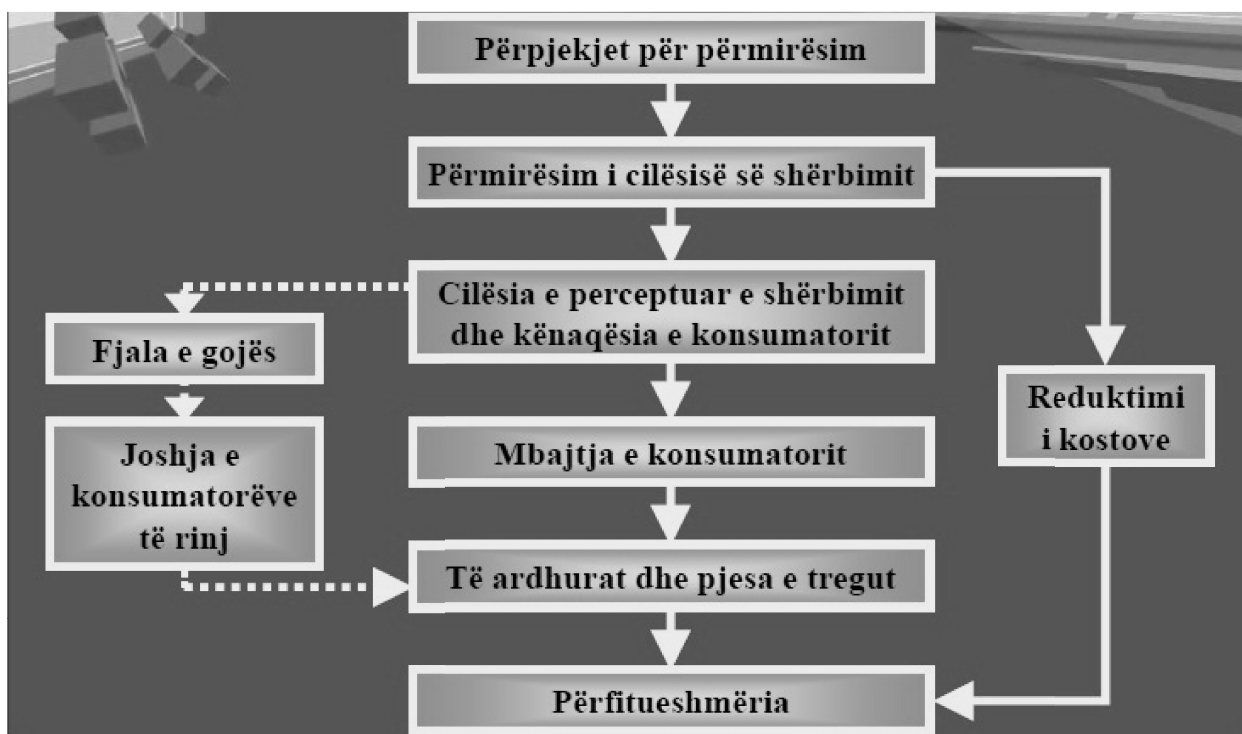 Përpjekjet për përmirësim
Përmirësim i cilësisë së shërbimit
Cilësia e perceptuar e shërbimit
dhe kënaqësia e konsumatorit
Fjala e gojës
Joshja e
konsumatorëve
të rinj
Mbajtja e konsumatorit
Reduktimi
i kostove
Të ardhurat dhe pjesa e tregut
Përfitueshmëria